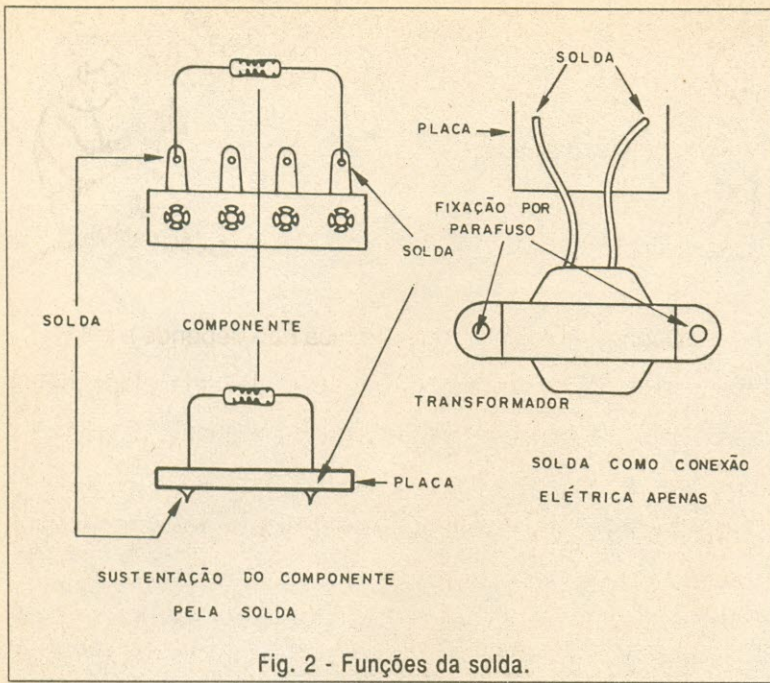 SOLDA
PLACA
FIXAÇÃO POR
PARAFUSO
SOLDA
SOLDA
COMPONENTE
TRANSFORMADOR
PLACA
SOLDA COMO CONEXÃO
ELÉTRICA APENAS
SUSTENTAÇÃO DO COMPONENTE
PELA SOLDA
Fig. 2 - Funções da solda.